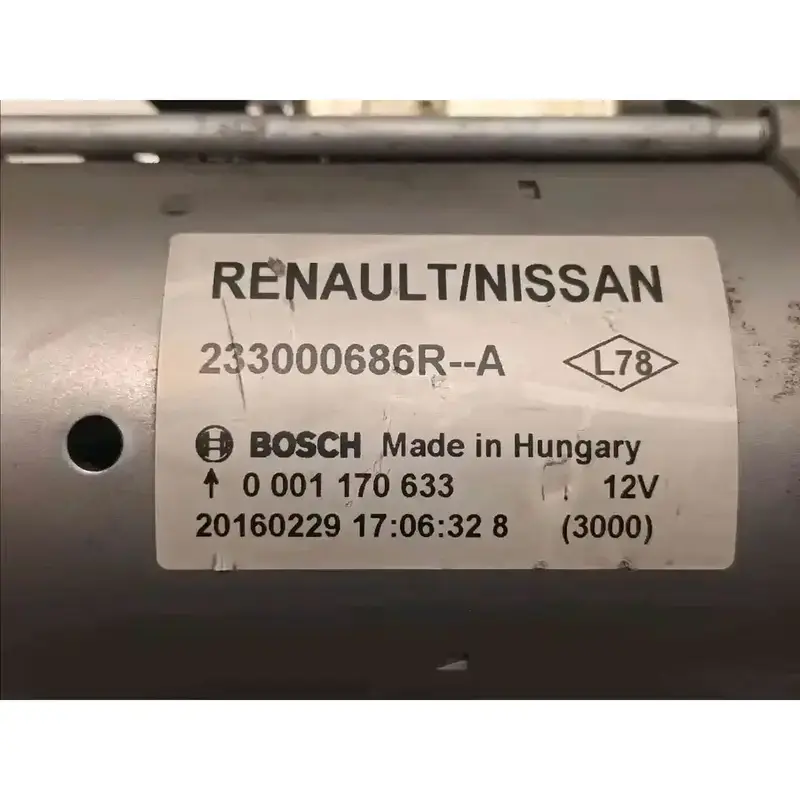 RENAULT/NISSAN
233000686R--A L78
BOSCH Made in Hungary
↑ 0 001 170 633 12V
20160229 17:06:32 8 (3000)